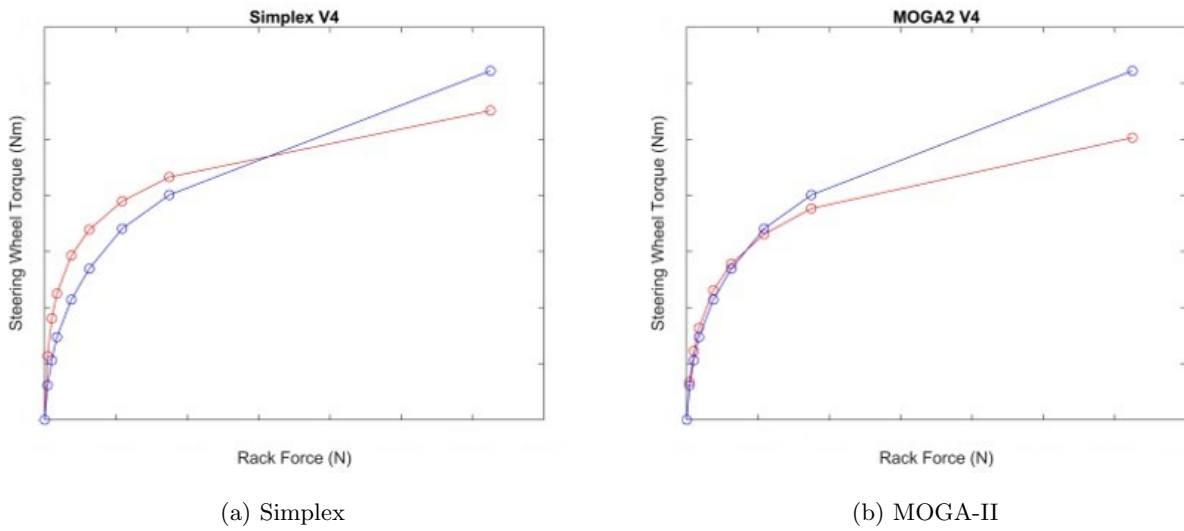 Simplex V4
Steering Wheel Torque (Nm)
Rack Force (N)
(a) Simplex
MOGA2 V4
Steering Wheel Torque (Nm)
Rack Force (N)
(b) MOGA-II